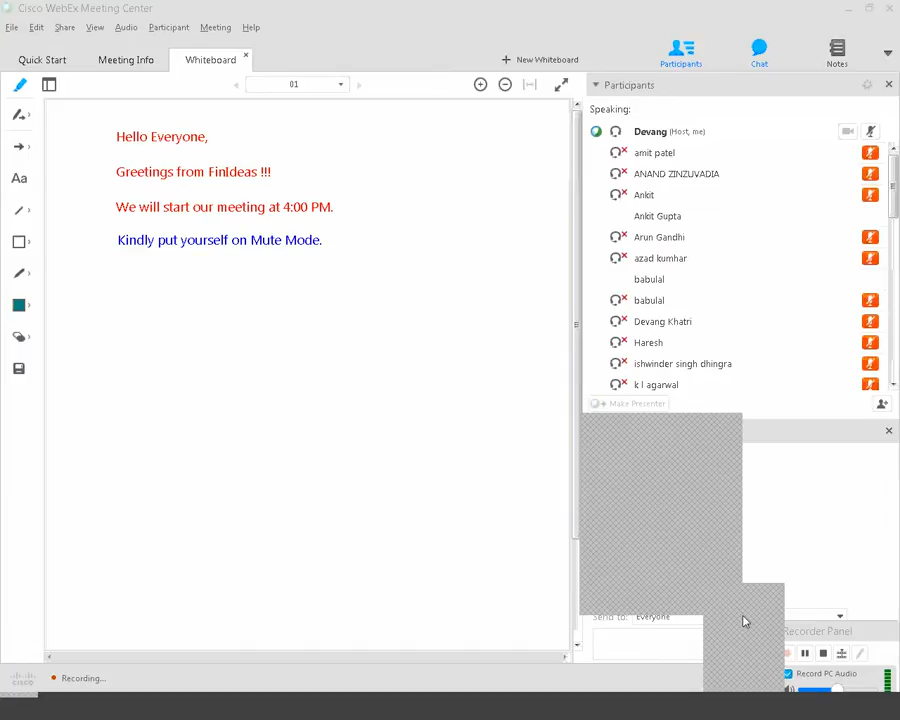 Cisco WebEx Meeting Center
File Edit Share View Audio Participant Meeting Help
Quick Start Meeting Info Whiteboard New Whiteboard Participants Chat Notes
01
Participants
Speaking:
Hello Everyone,
Greetings from FinIdeas !!!
We will start our meeting at 4:00 PM.
Kindly put yourself on Mute Mode.
Aa
Devang (Host, me)
amit patel
ANAND ZINZUVADIA
Ankit
Ankit Gupta
Arun Gandhi
azad kumhar
babulal
babulal
Devang Khatri
Haresh
ishwinder singh dhingra
k l agarwal
Make Presenter
Send to: Everyone
Recorder Panel
Record PC Audio
cisco
Recording...